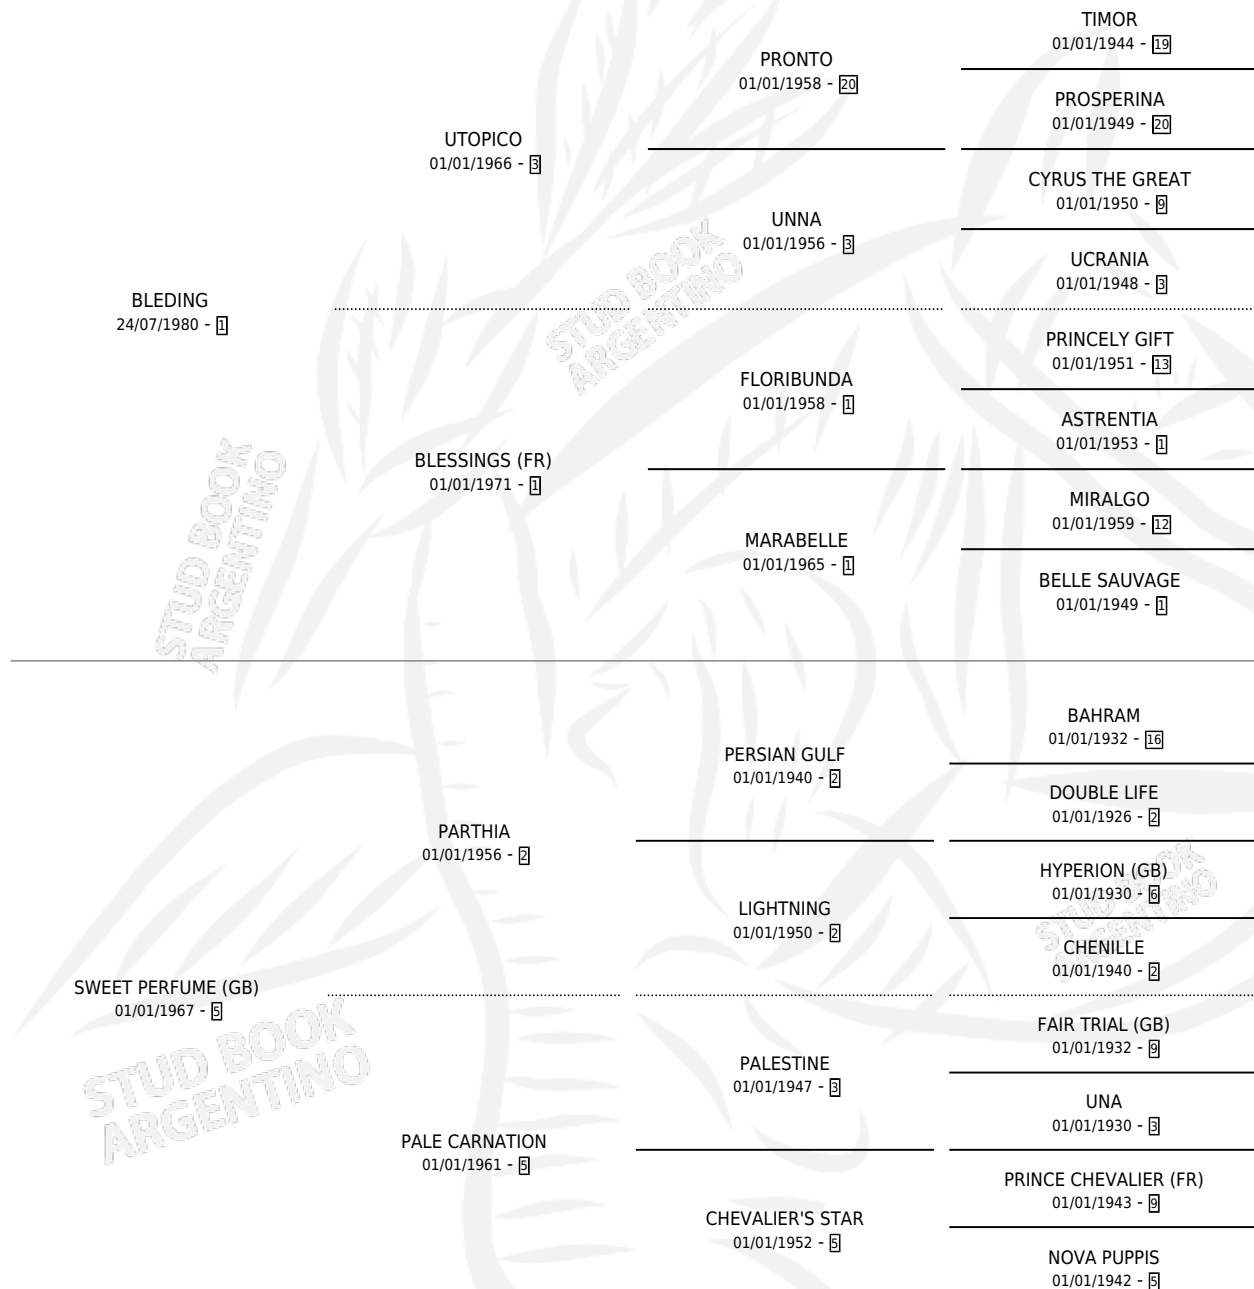 TIMOR
01/01/1944 - 19
PRONTO
01/01/1958 - 20
PROSPERINA
01/01/1949 - 20
UTOPICO
01/01/1966 - 3
CYRUS THE GREAT
01/01/1950 - 9
UNNA
01/01/1956 - 3
UCRANIA
01/01/1948 - 3
BLEDING
24/07/1980 - 1
PRINCELY GIFT
01/01/1951 - 13
FLORIBUNDA
01/01/1958 - 1
ASTRENTIA
01/01/1953 - 1
BLESSINGS (FR)
01/01/1971 - 1
MIRALGO
01/01/1959 - 12
MARABELLE
01/01/1965 - 1
BELLE SAUVAGE
01/01/1949 - 1
BAHRAM
01/01/1932 - 16
PERSIAN GULF
01/01/1940 - 2
DOUBLE LIFE
01/01/1926 - 2
PARTHIA
01/01/1956 - 2
HYPERION (GB)
01/01/1930 - 6
LIGHTNING
01/01/1950 - 2
CHENILLE
01/01/1940 - 2
SWEET PERFUME (GB)
01/01/1967 - 5
FAIR TRIAL (GB)
01/01/1932 - 9
PALESTINE
01/01/1947 - 3
UNA
01/01/1930 - 3
PALE CARNATION
01/01/1961 - 5
PRINCE CHEVALIER (FR)
01/01/1943 - 9
CHEVALIER'S STAR
01/01/1952 - 5
NOVA PUPPIS
01/01/1942 - 5
STUD BOOK
ARGENTINO
STUD BOOK
ARGENTINO
STUD BOOK
ARGENTINO
STUD BOOK
ARGENTINO